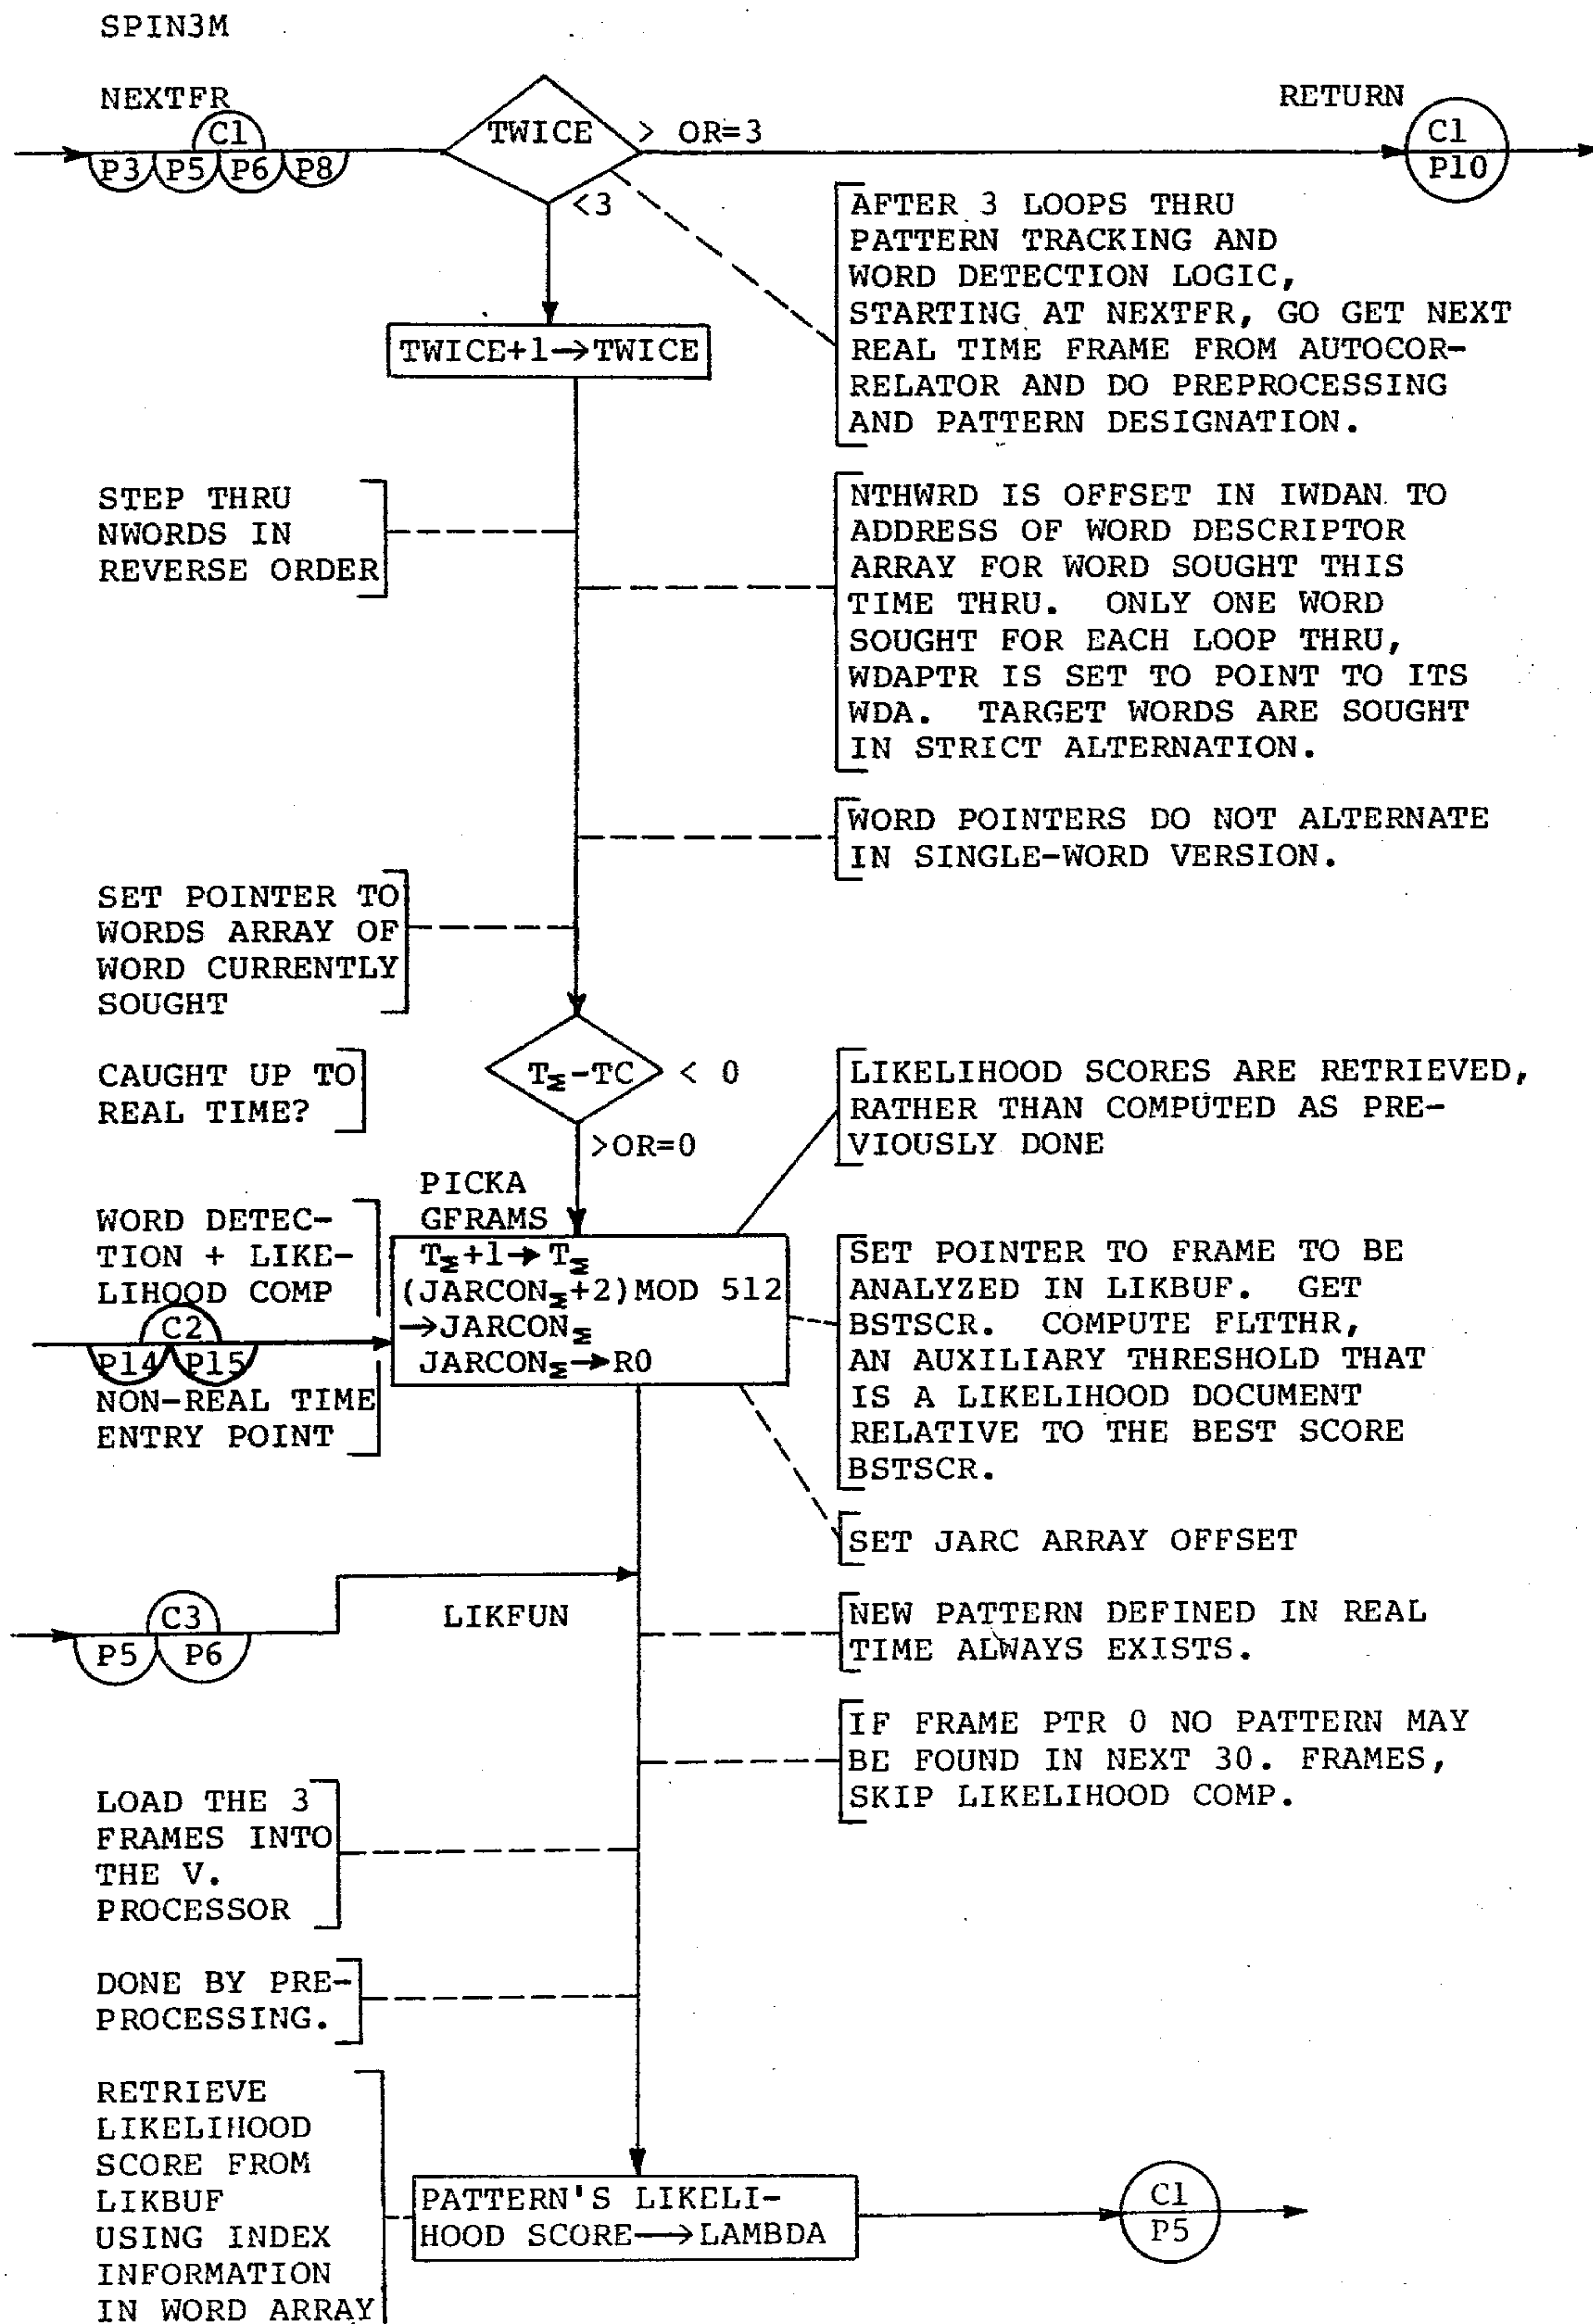 SPIN3M
NEXTFR
C1
P3 P5 P6 P8
TWICE
> OR=3
<3
RETURN
C1
P10
AFTER 3 LOOPS THRU
PATTERN TRACKING AND
WORD DETECTION LOGIC,
STARTING AT NEXTFR, GO GET NEXT
REAL TIME FRAME FROM AUTOCOR-
RELATOR AND DO PREPROCESSING
AND PATTERN DESIGNATION.
TWICE+1→TWICE
STEP THRU
NWORDS IN
REVERSE ORDER
NTHWRD IS OFFSET IN IWDAN TO
ADDRESS OF WORD DESCRIPTOR
ARRAY FOR WORD SOUGHT THIS
TIME THRU. ONLY ONE WORD
SOUGHT FOR EACH LOOP THRU,
WDAPTR IS SET TO POINT TO ITS
WDA. TARGET WORDS ARE SOUGHT
IN STRICT ALTERNATION.
WORD POINTERS DO NOT ALTERNATE
IN SINGLE-WORD VERSION.
SET POINTER TO
WORDS ARRAY OF
WORD CURRENTLY
SOUGHT
CAUGHT UP TO
REAL TIME?
TΣ-TC
< 0
>OR=0
LIKELIHOOD SCORES ARE RETRIEVED,
RATHER THAN COMPUTED AS PRE-
VIOUSLY DONE
PICKA
GFRAMS
WORD DETEC-
TION + LIKE-
LIHOOD COMP
C2
P14 P15
NON-REAL TIME
ENTRY POINT
TΣ+1→TΣ
(JARCONΣ+2)MOD 512
→JARCONΣ
JARCONΣ→R0
SET POINTER TO FRAME TO BE
ANALYZED IN LIKBUF. GET
BSTSCR. COMPUTE FLTTHR,
AN AUXILIARY THRESHOLD THAT
IS A LIKELIHOOD DOCUMENT
RELATIVE TO THE BEST SCORE
BSTSCR.
SET JARC ARRAY OFFSET
C3
P5 P6
LIKFUN
NEW PATTERN DEFINED IN REAL
TIME ALWAYS EXISTS.
IF FRAME PTR 0 NO PATTERN MAY
BE FOUND IN NEXT 30. FRAMES,
SKIP LIKELIHOOD COMP.
LOAD THE 3
FRAMES INTO
THE V.
PROCESSOR
DONE BY PRE-
PROCESSING.
RETRIEVE
LIKELIHOOD
SCORE FROM
LIKBUF
USING INDEX
INFORMATION
IN WORD ARRAY
PATTERN'S LIKELI-
HOOD SCORE→LAMBDA
C1
P5